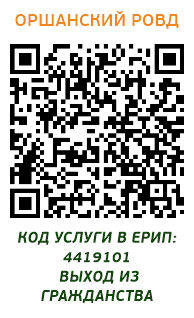 ОРШАНСКИЙ РОВД
КОД УСЛУГИ В ЕРИП:
4419101
ВЫХОД ИЗ
ГРАЖДАНСТВА